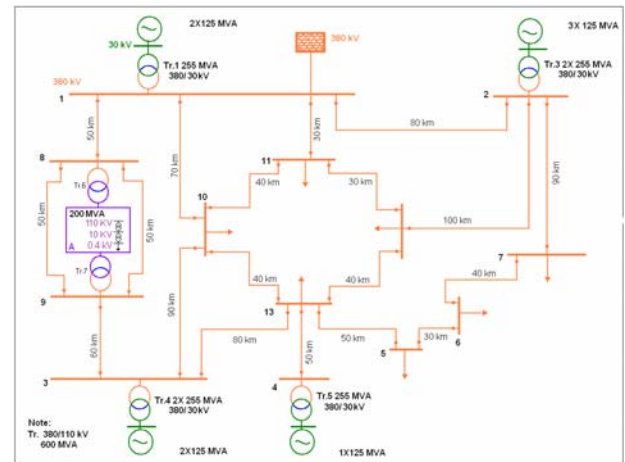 2X125 MVA
30 kV
Tr.1 255 MVA
380/30kV
380 kV
3X 125 MVA
Tr.3 2X 255 MVA
380/30kV
380 kV
1
2
50 km
70 km
30 km
80 km
8
11
40 km
30 km
90 km
Tr 6
10
200 MVA
110 KV
10 KV
0.4 kV
A
50 km
50 km
100 km
Tr 7
7
9
40 km
40 km
40 km
13
6
60 km
90 km
80 km
50 km
50 km
30 km
5
3
4
Tr.4 2X 255 MVA
380/30kV
Tr.5 255 MVA
380/30kV
Note:
Tr. 380/110 kV
600 MVA
2X125 MVA
1X125 MVA